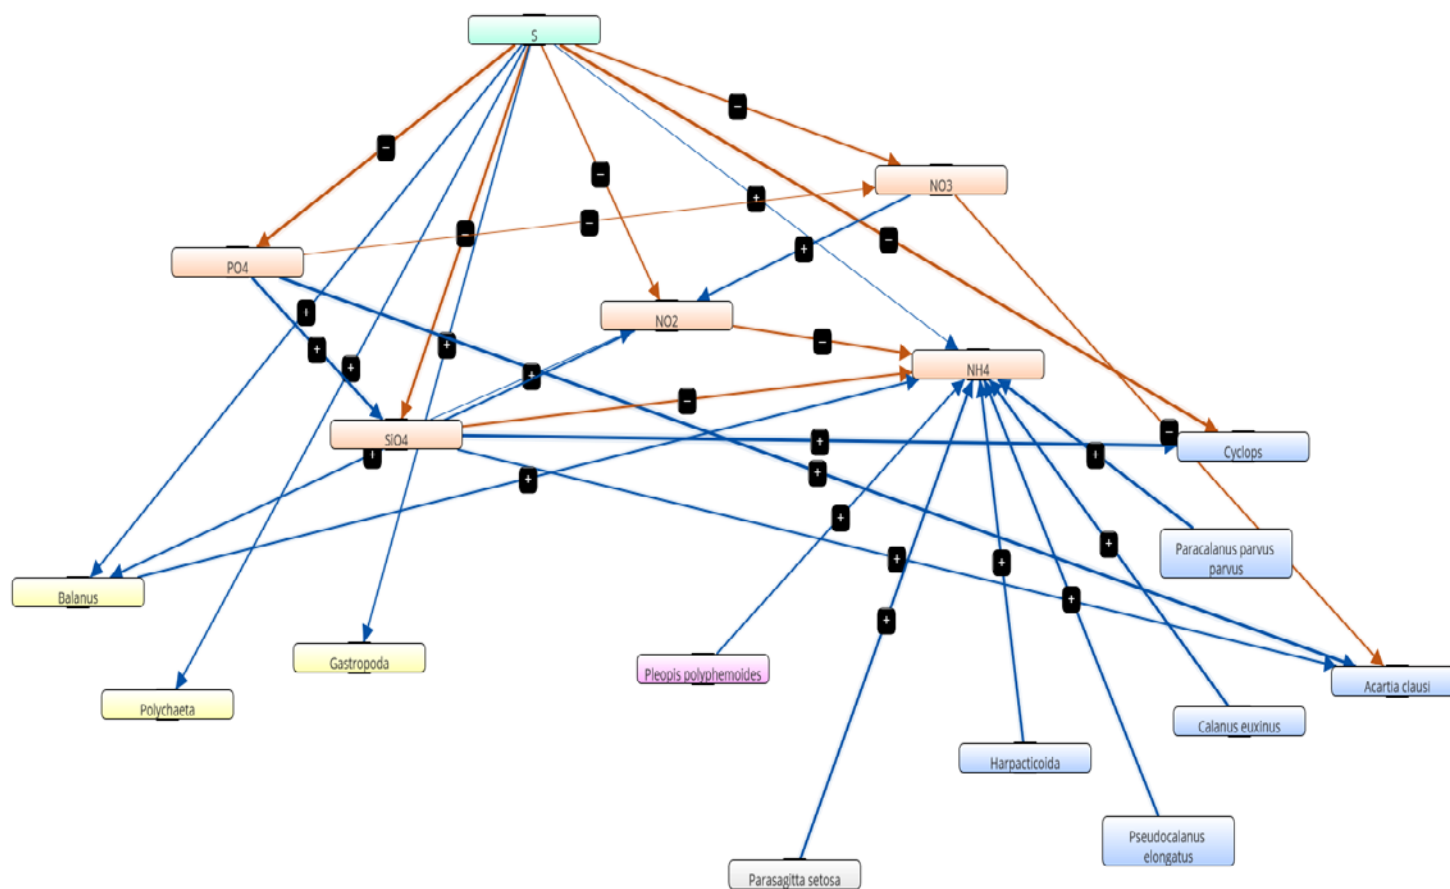 S
−
−
−
NO3
+
−
−
−
+
−
PO4
+
NO2
+
+
−
+
NH4
+
+
−
SiO4
−
+
Cyclops
+
+
+
+
+
+
Paracalanus parvus
parvus
+
+
Balanus
+
+
Gastropoda
Pleopis polyphemoides
Acartia clausi
Polychaeta
Calanus euxinus
Harpacticoida
Pseudocalanus
elongatus
Parasagitta setosa